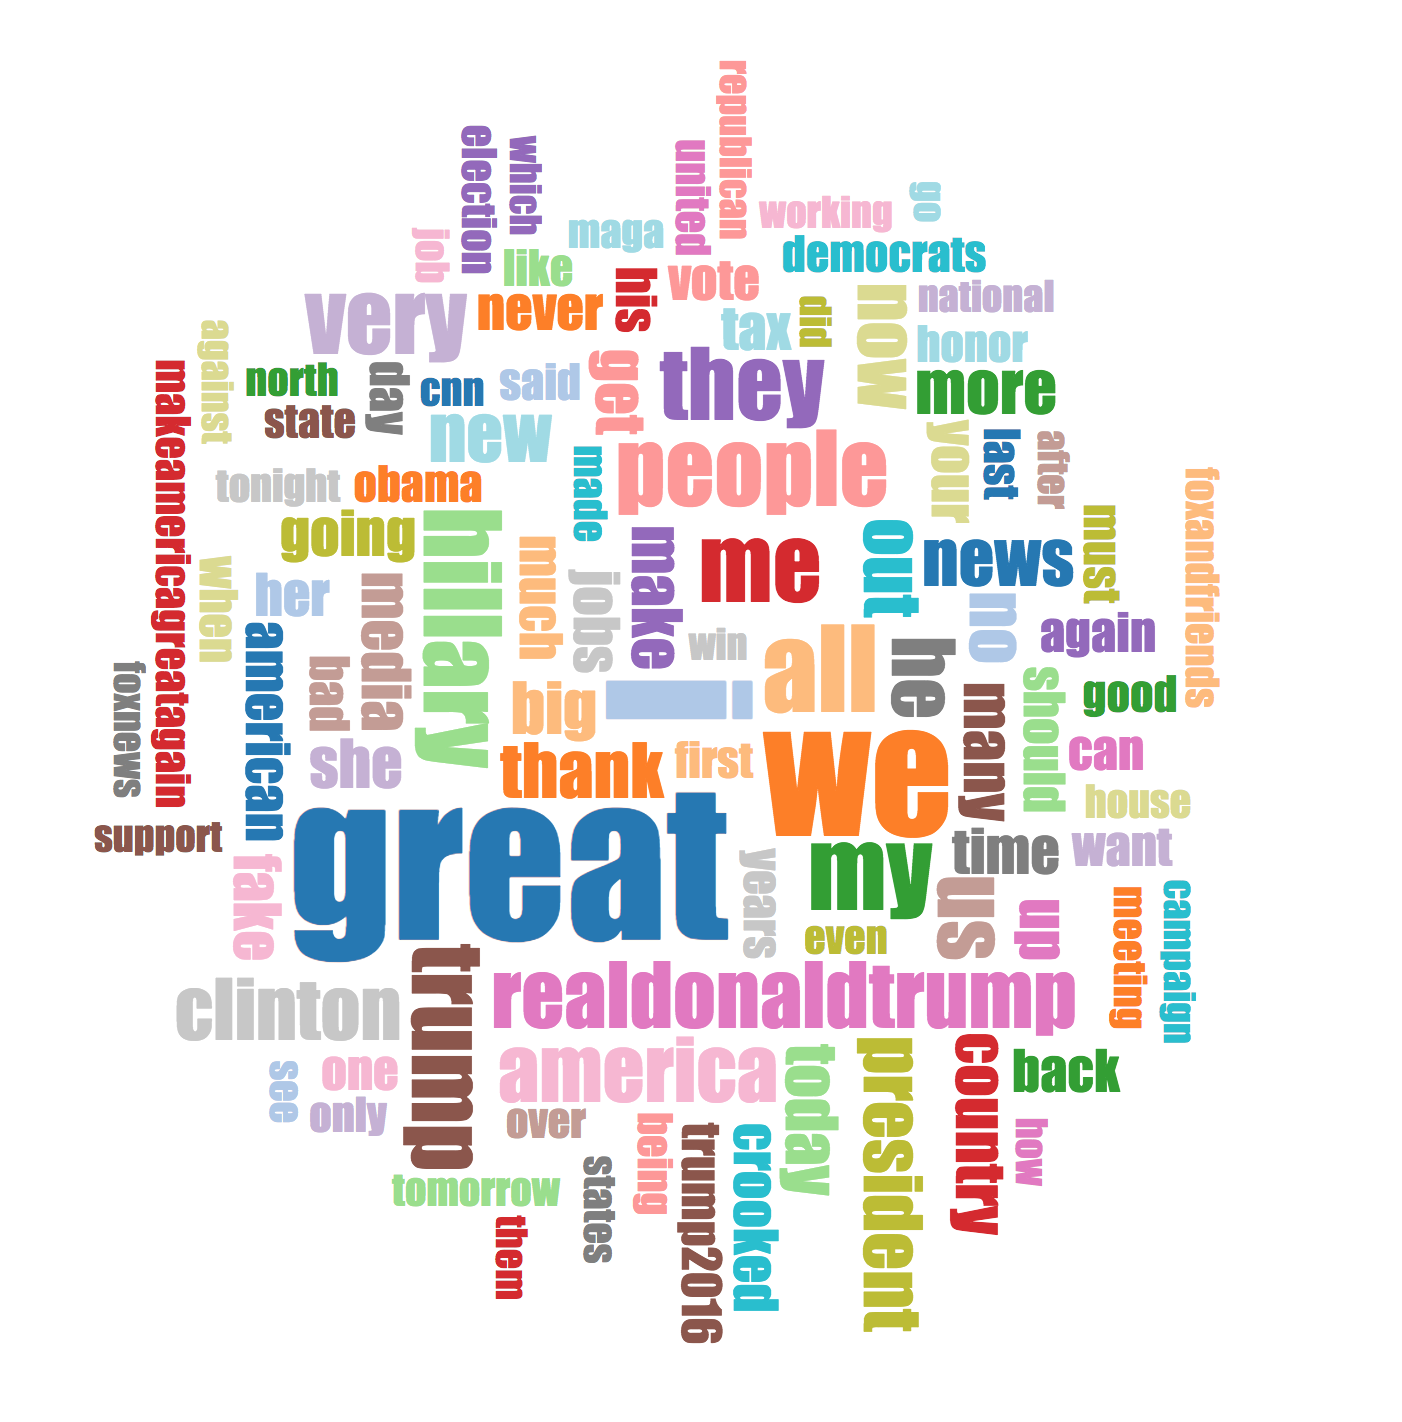 republican
election
which
united
working
go
maga
job
democrats
like
his
vote
very
never
now
national
tax
did
honor
against
makeamericagreatagain
north
day
cnn
said
get
they
more
state
new
people
your
last
after
made
tonight
obama
foxandfriends
going
hillary
much
make
me
out
news
must
when
her
media
jobs
no
american
win
all
he
again
bad
foxnews
big
many
should
good
she
thank
first
we
can
great
house
support
my
time
want
fake
years
us
campaign
meeting
up
even
trump
realdonaldtrump
clinton
country
america
today
president
back
see
one
only
over
being
trump2016
crooked
how
states
tomorrow
them